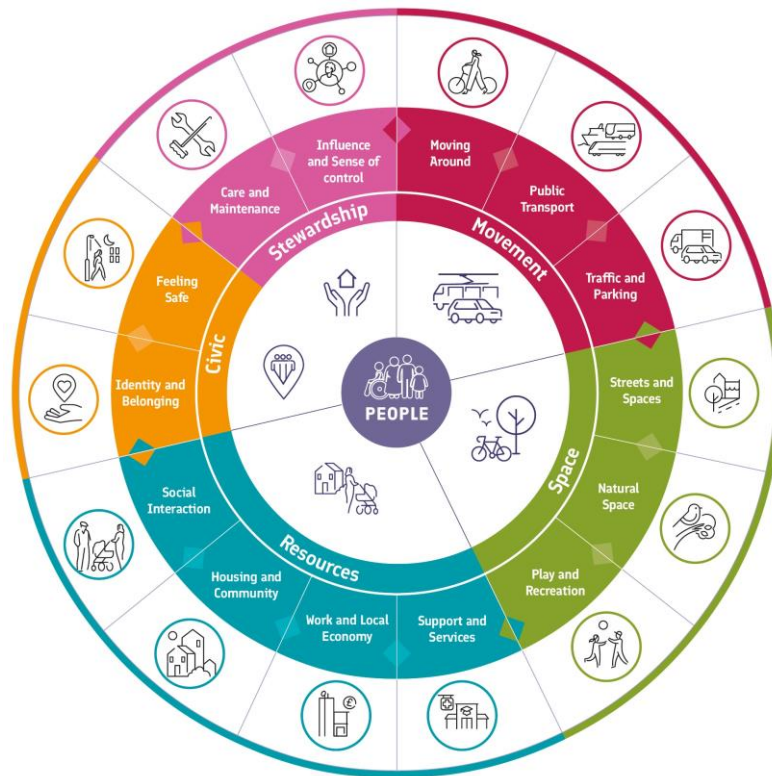 PEOPLE
Stewardship
Movement
Space
Resources
Civic
Influence
and Sense of
control
Moving
Around
Public
Transport
Traffic and
Parking
Streets and
Spaces
Natural
Space
Play and
Recreation
Support and
Services
Work and Local
Economy
Housing and
Community
Social
Interaction
Identity and
Belonging
Feeling
Safe
Care and
Maintenance
£